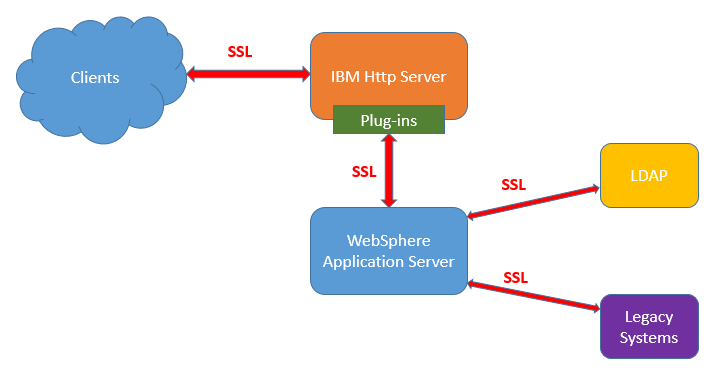 SSL
Clients
IBM Http Server
Plug-ins
SSL
SSL
LDAP
WebSphere
Application Server
SSL
Legacy
Systems